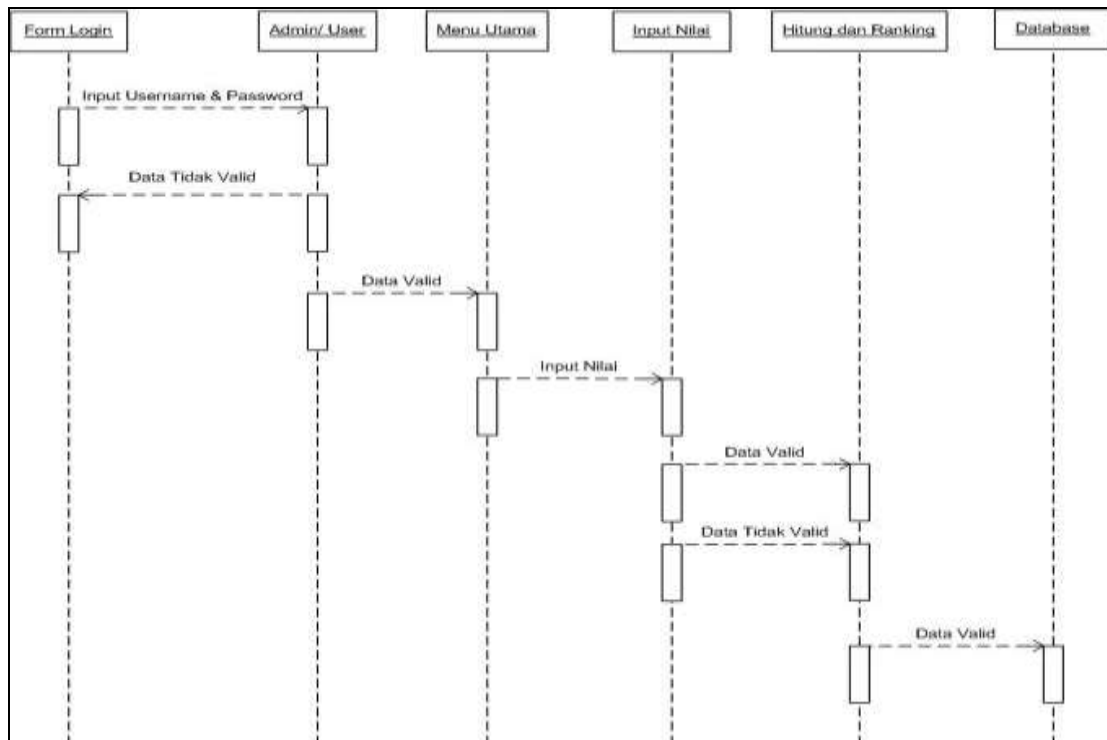 Form Login
Admin/ User
Menu Utama
Input Nilai
Hitung dan Ranking
Database
Input Username & Password
Data Tidak Valid
Data Valid
Input Nilai
Data Valid
Data Tidak Valid
Data Valid